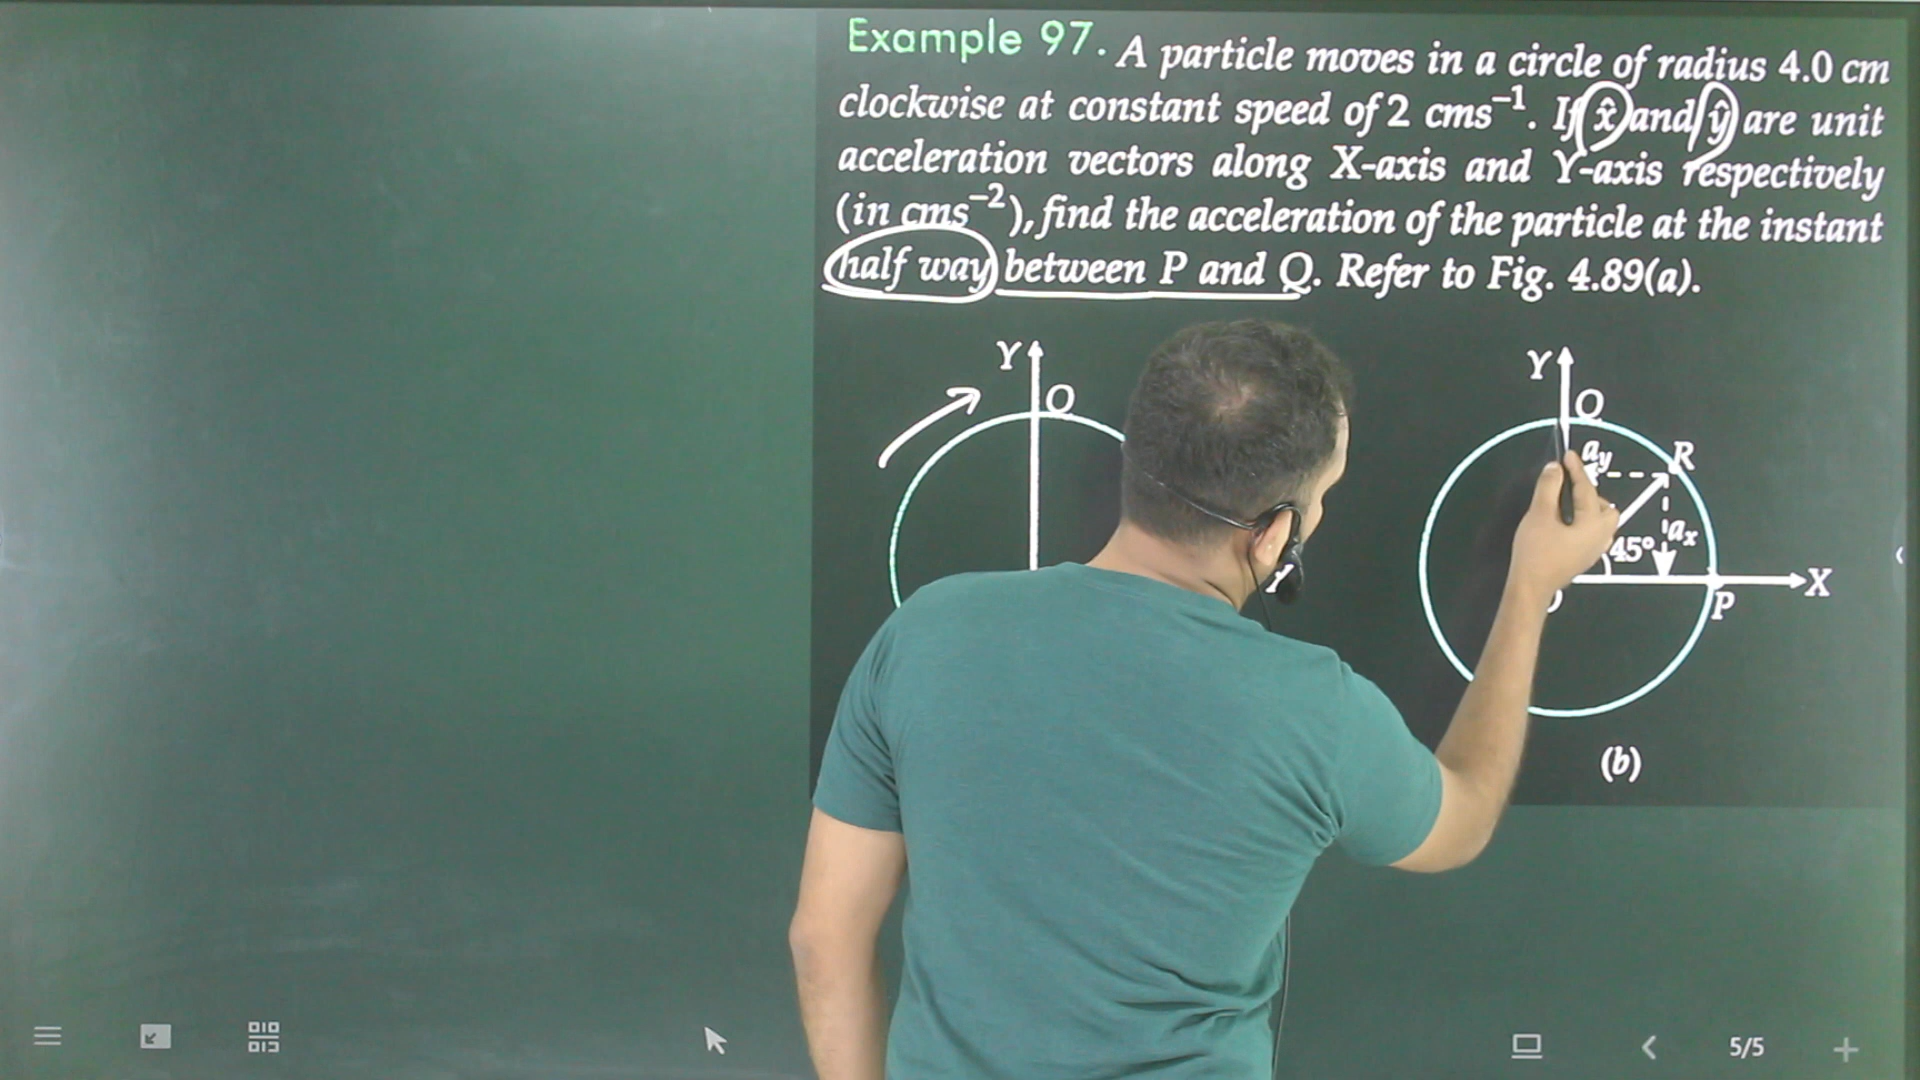 Example 97. A particle moves in a circle of radius 4.0 cm
clockwise at constant speed of 2 cms⁻¹. If x̂ and ŷ are unit
acceleration vectors along X-axis and Y-axis respectively
(in cms⁻²), find the acceleration of the particle at the instant
half way between P and Q. Refer to Fig. 4.89(a).
Y
Q
Y
Q
a_y
R
a_x
45°
X
P
(b)
5/5